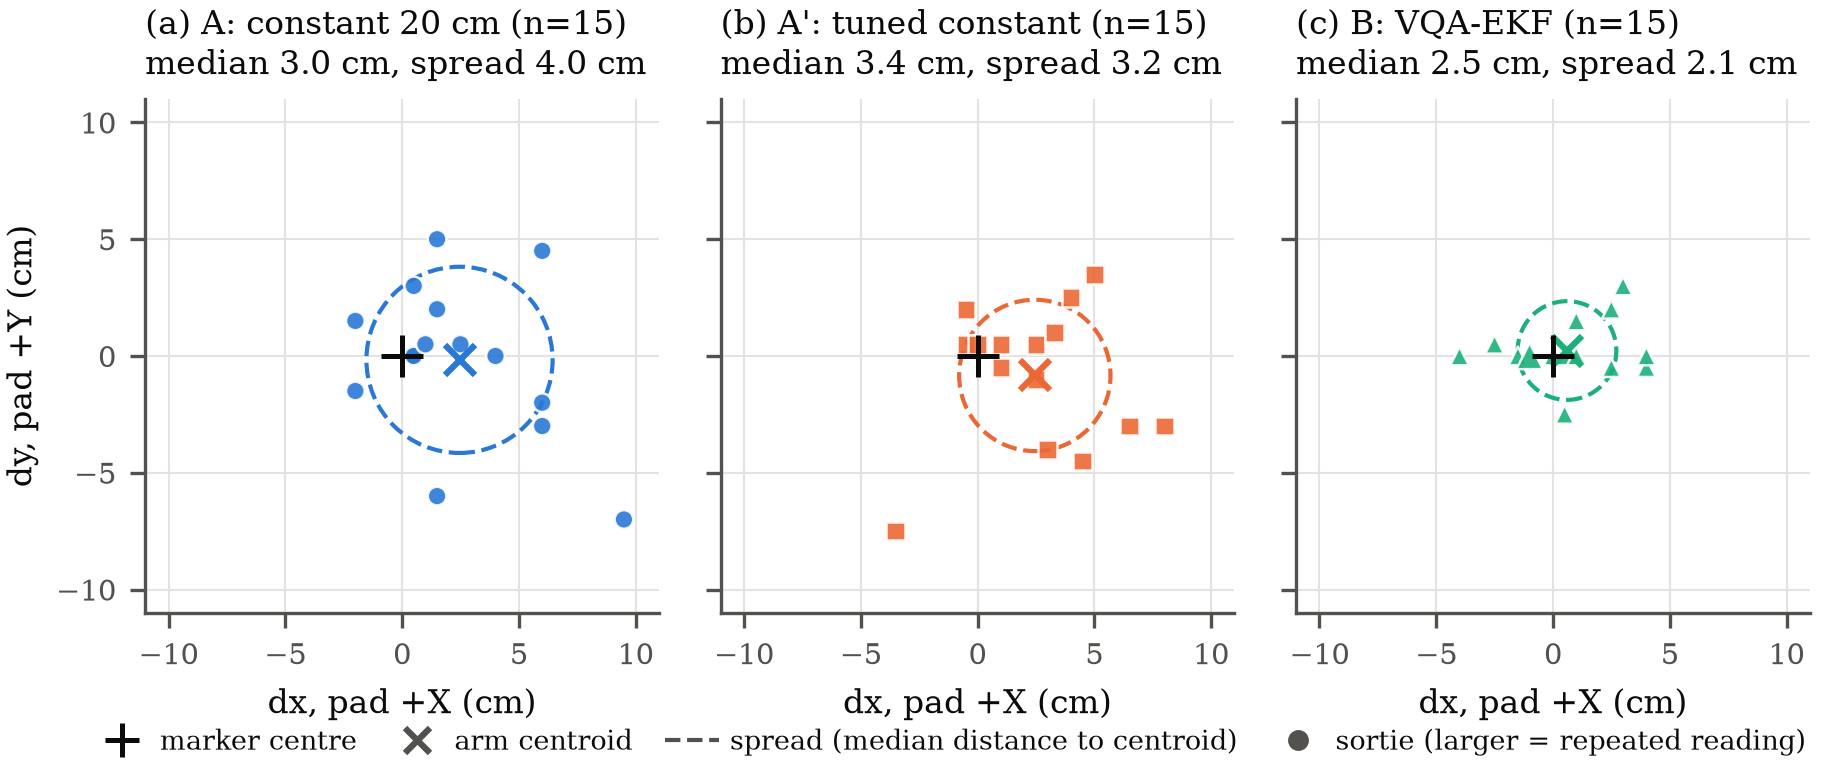 (a) A: constant 20 cm (n=15)
median 3.0 cm, spread 4.0 cm
(b) A': tuned constant (n=15)
median 3.4 cm, spread 3.2 cm
(c) B: VQA-EKF (n=15)
median 2.5 cm, spread 2.1 cm
dy, pad +Y (cm)
10
5
0
−5
−10
−10 −5 0 5 10
−10 −5 0 5 10
−10 −5 0 5 10
dx, pad +X (cm)
dx, pad +X (cm)
dx, pad +X (cm)
marker centre
arm centroid
spread (median distance to centroid)
sortie (larger = repeated reading)